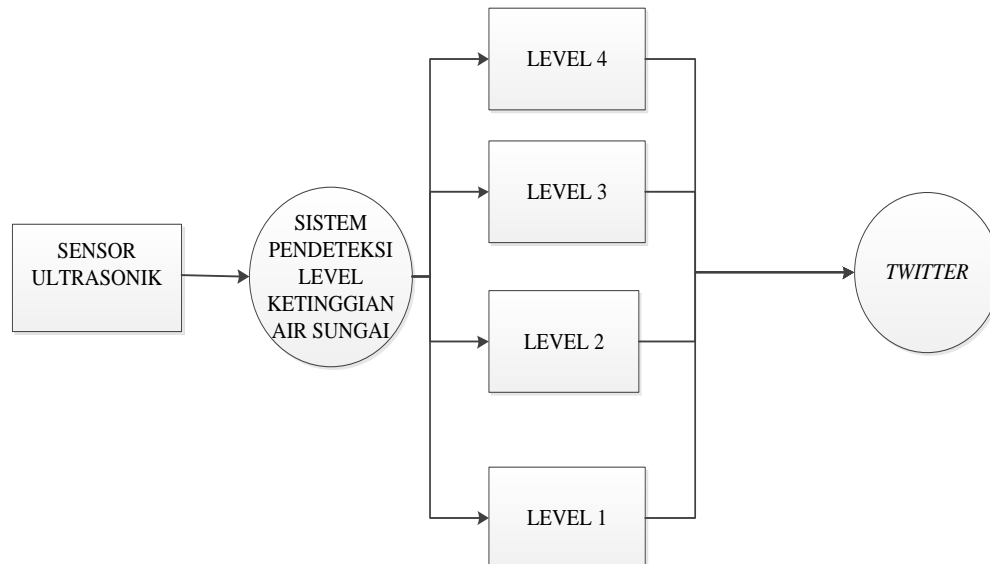 SENSOR
ULTRASONIK
SISTEM
PENDETEKSI
LEVEL
KETINGGIAN
AIR SUNGAI
LEVEL 4
LEVEL 3
LEVEL 2
LEVEL 1
TWITTER